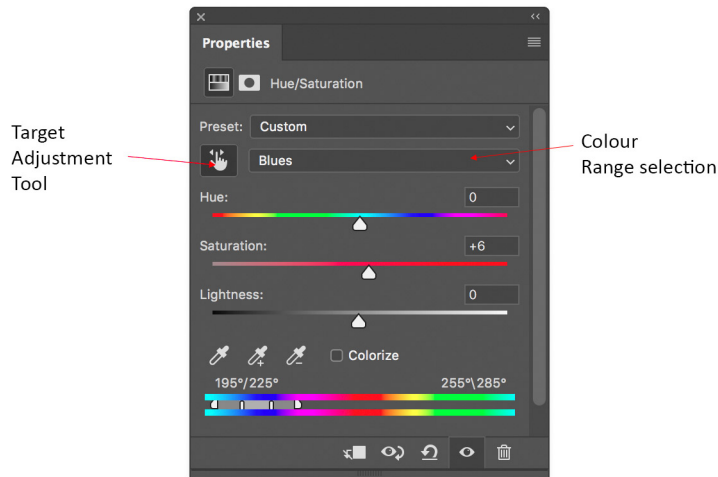 Properties
Hue/Saturation
Preset: Custom
Target
Adjustment
Tool
Blues
Colour
Range selection
Hue: 0
Saturation: +6
Lightness: 0
Colorize
195°/225° 255°\285°